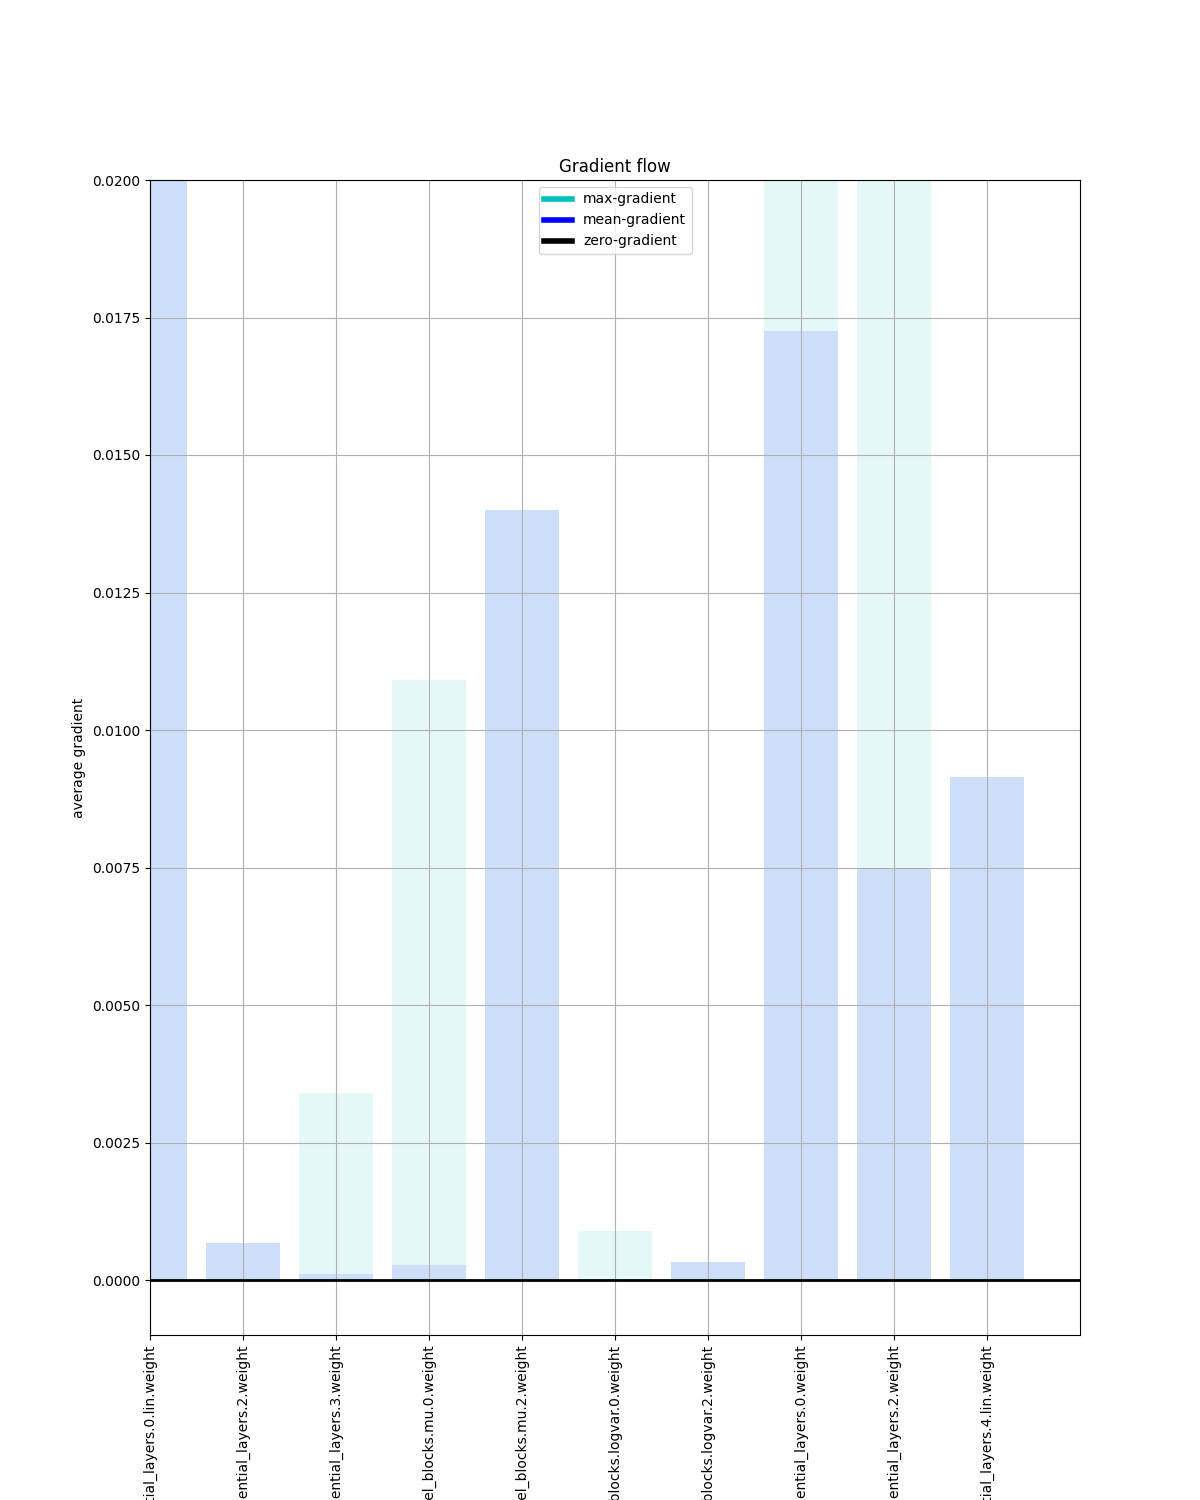 Gradient flow
max-gradient
mean-gradient
zero-gradient
0.0200
0.0175
0.0150
0.0125
0.0100
0.0075
0.0050
0.0025
0.0000
average gradient
tial_layers.0.lin.weight
ential_layers.2.weight
ential_layers.3.weight
el_blocks.mu.0.weight
el_blocks.mu.2.weight
blocks.logvar.0.weight
blocks.logvar.2.weight
ential_layers.0.weight
ential_layers.2.weight
tial_layers.4.lin.weight